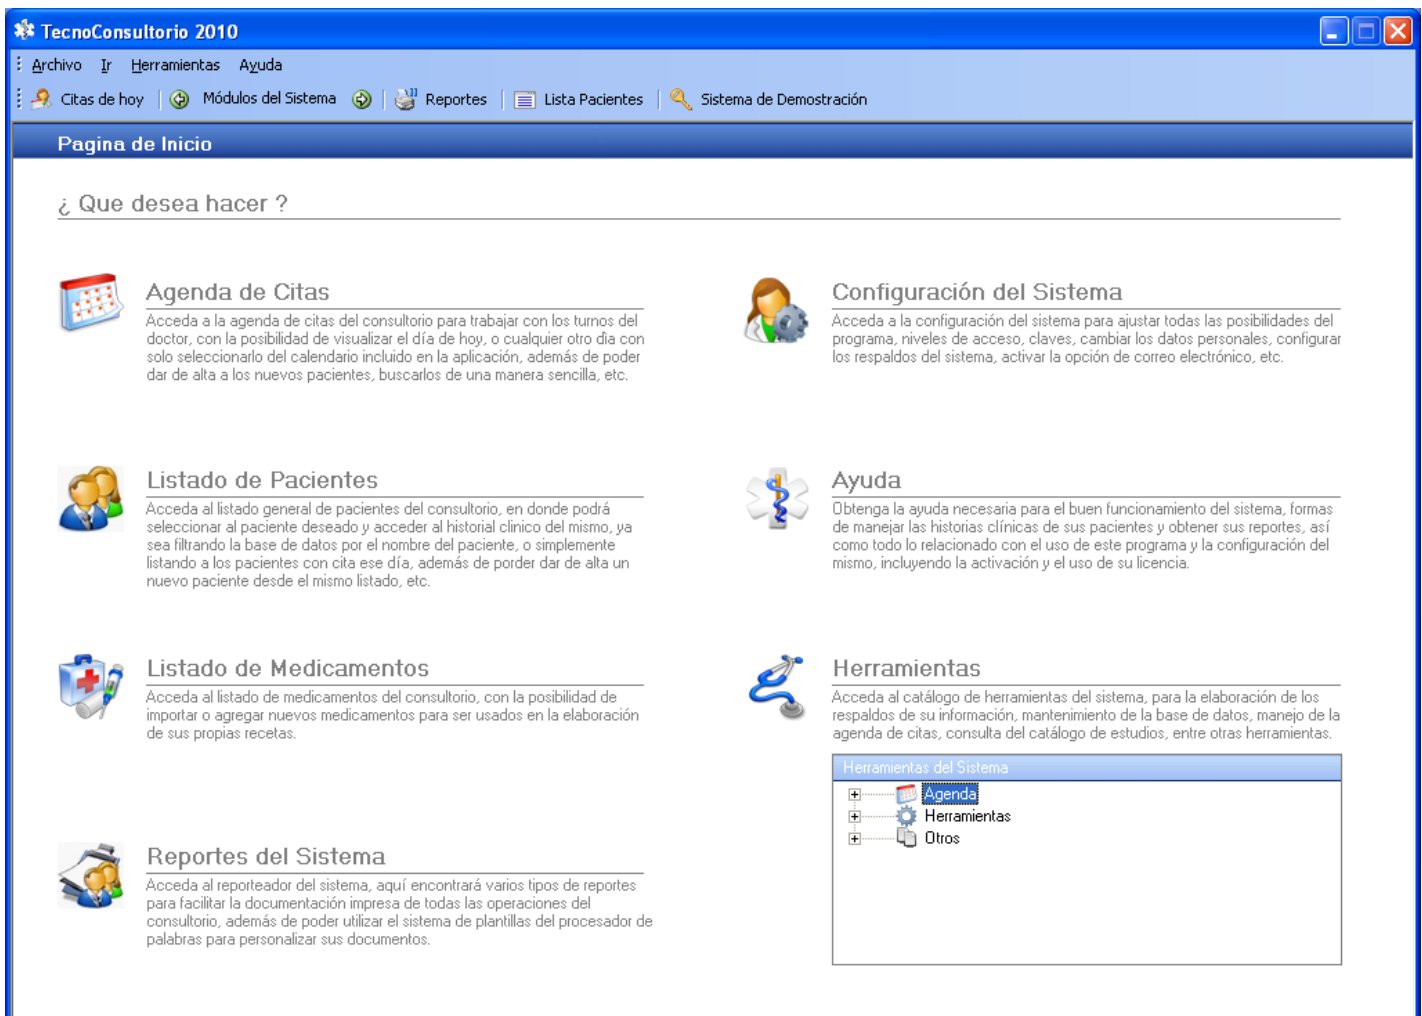 TecnoConsultorio 2010
Archivo Ir Herramientas Ayuda
Citas de hoy Módulos del Sistema Reportes Lista Pacientes Sistema de Demostración
Pagina de Inicio
¿ Que desea hacer ?
Agenda de Citas
Acceda a la agenda de citas del consultorio para trabajar con los turnos del
doctor, con la posibilidad de visualizar el día de hoy, o cualquier otro día con
solo seleccionarlo del calendario incluido en la aplicación, además de poder
dar de alta a los nuevos pacientes, buscarlos de una manera sencilla, etc.
Listado de Pacientes
Acceda al listado general de pacientes del consultorio, en donde podrá
seleccionar al paciente deseado y acceder al historial clinico del mismo, ya
sea filtrando la base de datos por el nombre del paciente, o simplemente
listando a los pacientes con cita ese día, además de porder dar de alta un
nuevo paciente desde el mismo listado, etc.
Listado de Medicamentos
Acceda al listado de medicamentos del consultorio, con la posibilidad de
importar o agregar nuevos medicamentos para ser usados en la elaboración
de sus propias recetas.
Reportes del Sistema
Acceda al reporteador del sistema, aquí encontrará varios tipos de reportes
para facilitar la documentación impresa de todas las operaciones del
consultorio, además de poder utilizar el sistema de plantillas del procesador de
palabras para personalizar sus documentos.
Configuración del Sistema
Acceda a la configuración del sistema para ajustar todas las posibilidades del
programa, niveles de acceso, claves, cambiar los datos personales, configurar
los respaldos del sistema, activar la opción de correo electrónico, etc.
Ayuda
Obtenga la ayuda necesaria para el buen funcionamiento del sistema, formas
de manejar las historias clínicas de sus pacientes y obtener sus reportes, así
como todo lo relacionado con el uso de este programa y la configuración del
mismo, incluyendo la activación y el uso de su licencia.
Herramientas
Acceda al catálogo de herramientas del sistema, para la elaboración de los
respaldos de su información, mantenimiento de la base de datos, manejo de la
agenda de citas, consulta del catálogo de estudios, entre otras herramientas.
Herramientas del Sistema
Agenda
Herramientas
Otros